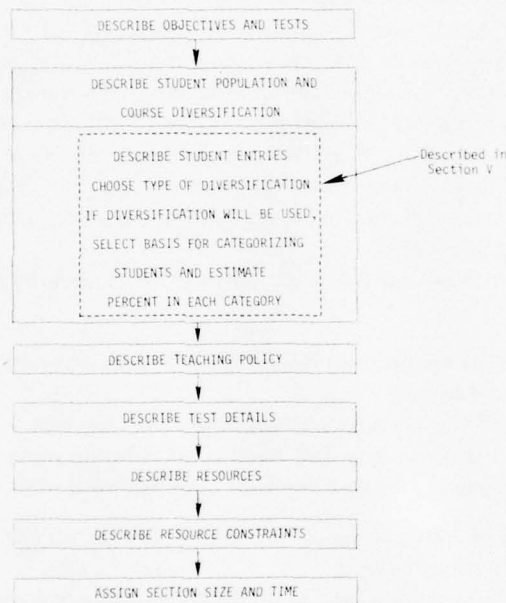 DESCRIBE OBJECTIVES AND TESTS
DESCRIBE STUDENT POPULATION AND
COURSE DIVERSIFICATION
DESCRIBE STUDENT ENTRIES
CHOOSE TYPE OF DIVERSIFICATION
IF DIVERSIFICATION WILL BE USED,
SELECT BASIS FOR CATEGORIZING
STUDENTS AND ESTIMATE
PERCENT IN EACH CATEGORY
Described in
Section V
DESCRIBE TEACHING POLICY
DESCRIBE TEST DETAILS
DESCRIBE RESOURCES
DESCRIBE RESOURCE CONSTRAINTS
ASSIGN SECTION SIZE AND TIME